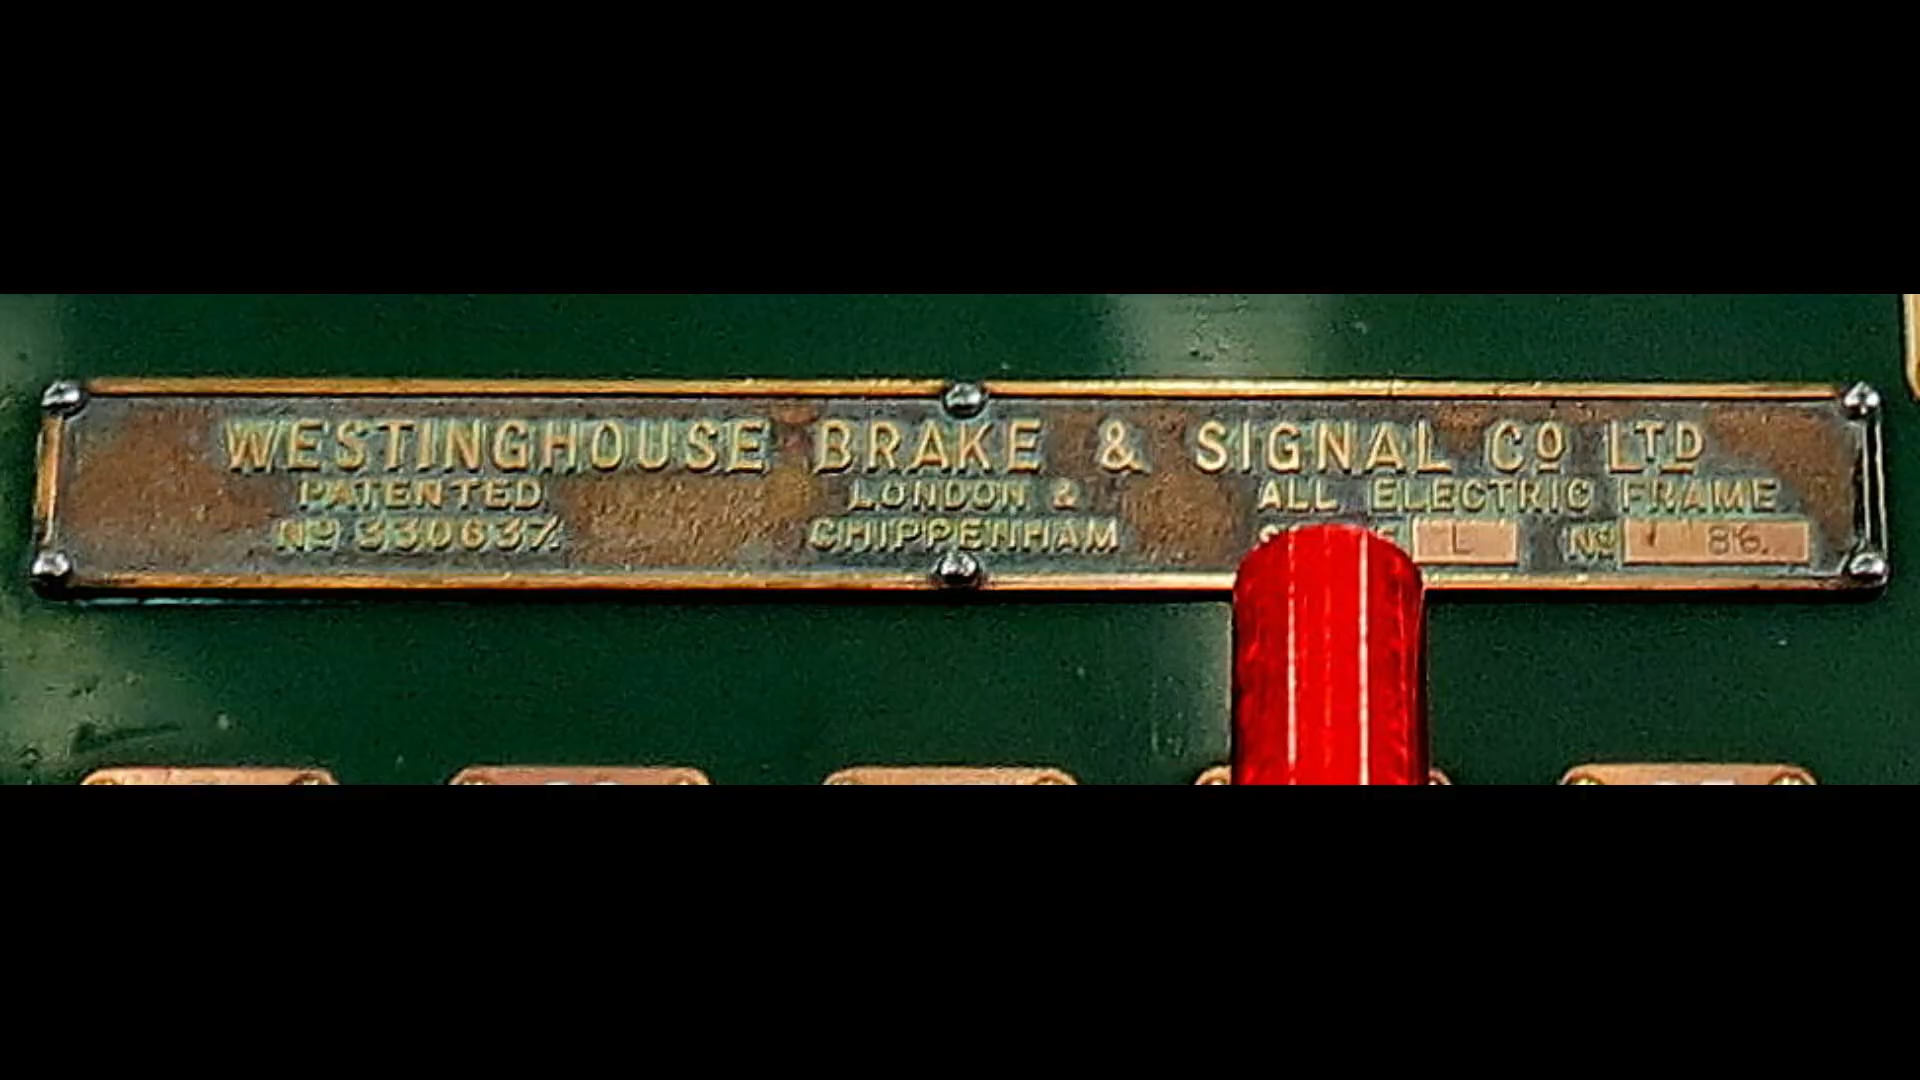 WESTINGHOUSE BRAKE & SIGNAL Cº LTD
PATENTED LONDON & ALL ELECTRIC FRAME
Nº 330637. CHIPPENHAM L Nº 86.